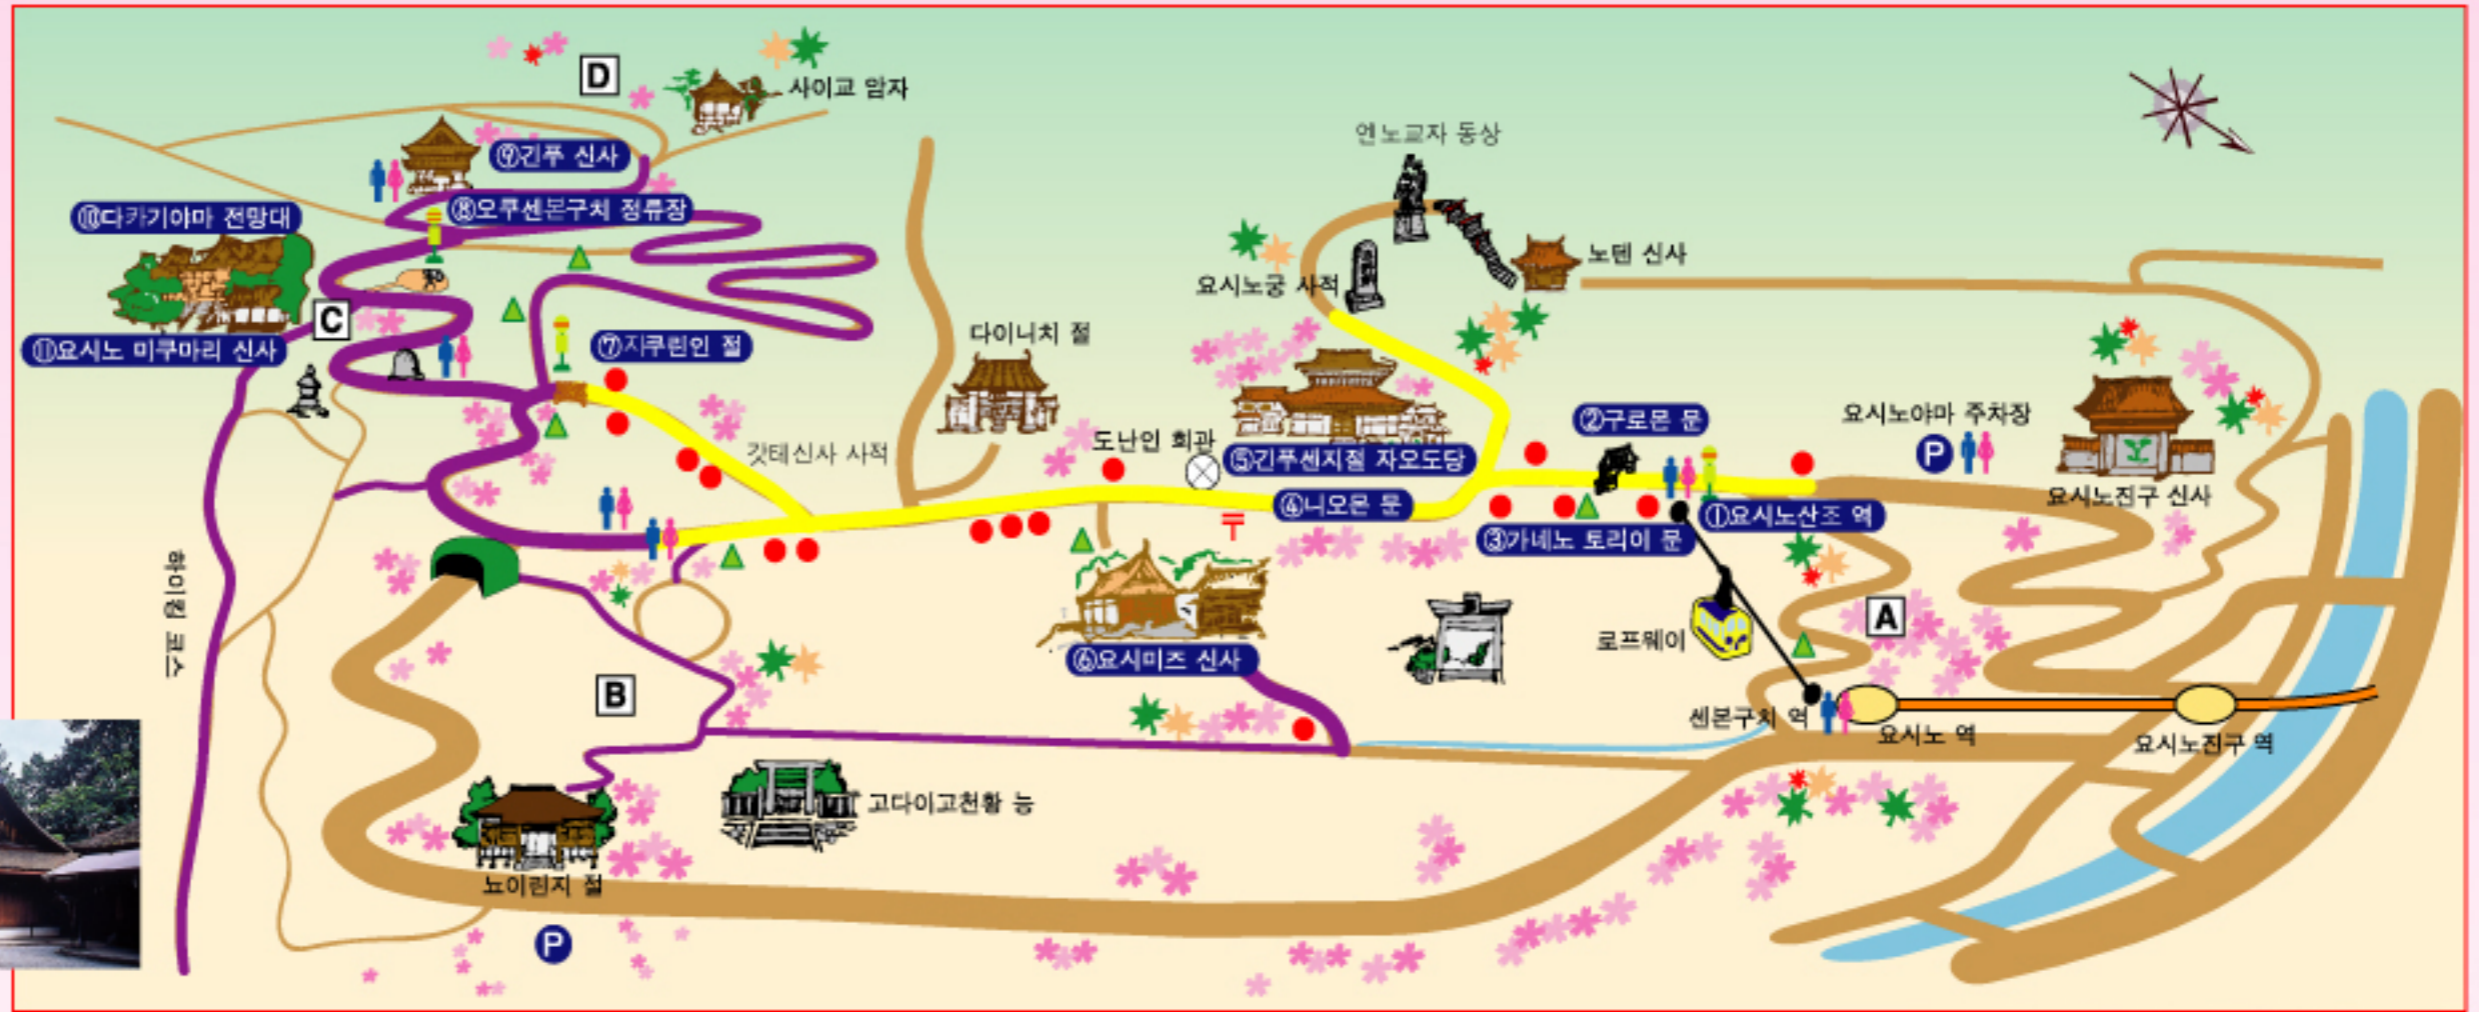 D
사이교 암자
엔노교자 동상
⑨긴푸 신사
⑧오쿠센본구치 정류장
⑩다카기야마 전망대
노텐 신사
요시노궁 사적
C
⑪요시노 미쿠마리 신사
⑦지쿠린인 절
다이니치 절
②구로몬 문
요시노야마 주차장
P
도난인 회관
갓테신사 사적
⑤긴푸센지절 자오도당
요시노진구 신사
④니오몬 문
〒
①요시노산조 역
③가네노 토리이 문
하이킹 코스
A
로프웨이
⑥요시미즈 신사
B
센본구치 역
요시노 역
요시노진구 역
고다이고천황 능
뇨이린지 절
P